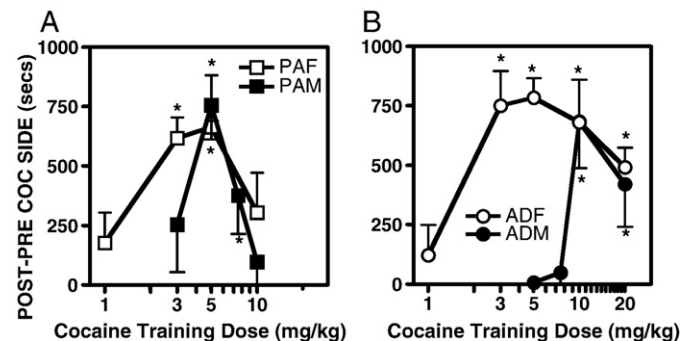 A
POST-PRE COC SIDE (secs)
1000
750
500
250
0
* * * *
PAF
PAM
1 3 5 10
Cocaine Training Dose (mg/kg)
B
1000
750
500
250
0
* * * * * *
ADF
ADM
1 3 5 10 20
Cocaine Training Dose (mg/kg)